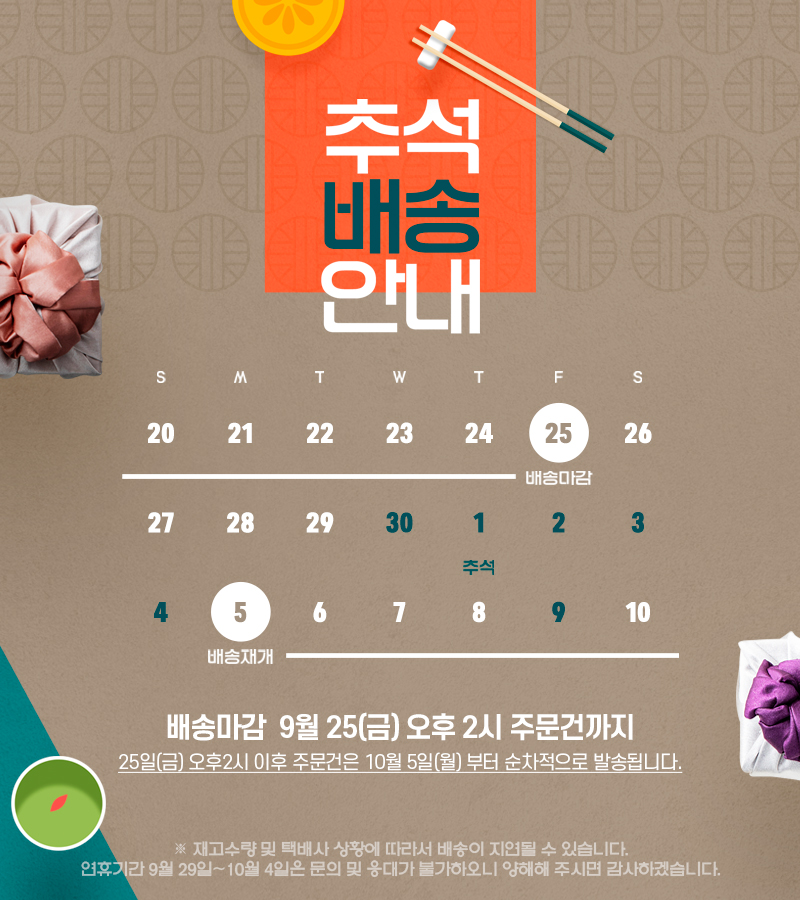 추석
배송
안내
S M T W T F S
20 21 22 23 24 25 26
배송마감
27 28 29 30 1 2 3
추석
4 5 6 7 8 9 10
배송재개
배송마감 9월 25(금) 오후 2시 주문건까지
25일(금) 오후2시 이후 주문건은 10월 5일(월) 부터 순차적으로 발송됩니다.
※ 재고수량 및 택배사 상황에 따라서 배송이 지연될 수 있습니다.
연휴기간 9월 29일~10월 4일은 문의 및 응대가 불가하오니 양해해 주시면 감사하겠습니다.